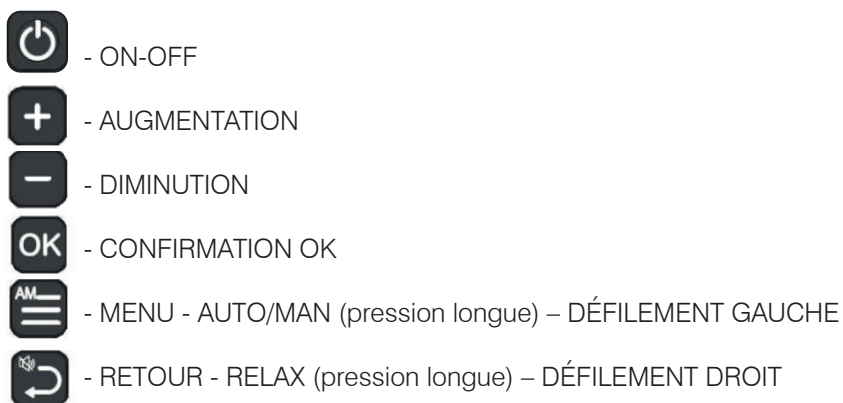 - ON-OFF
- AUGMENTATION
- DIMINUTION
OK - CONFIRMATION OK
AM - MENU - AUTO/MAN (pression longue) – DÉFILEMENT GAUCHE
- RETOUR - RELAX (pression longue) – DÉFILEMENT DROIT